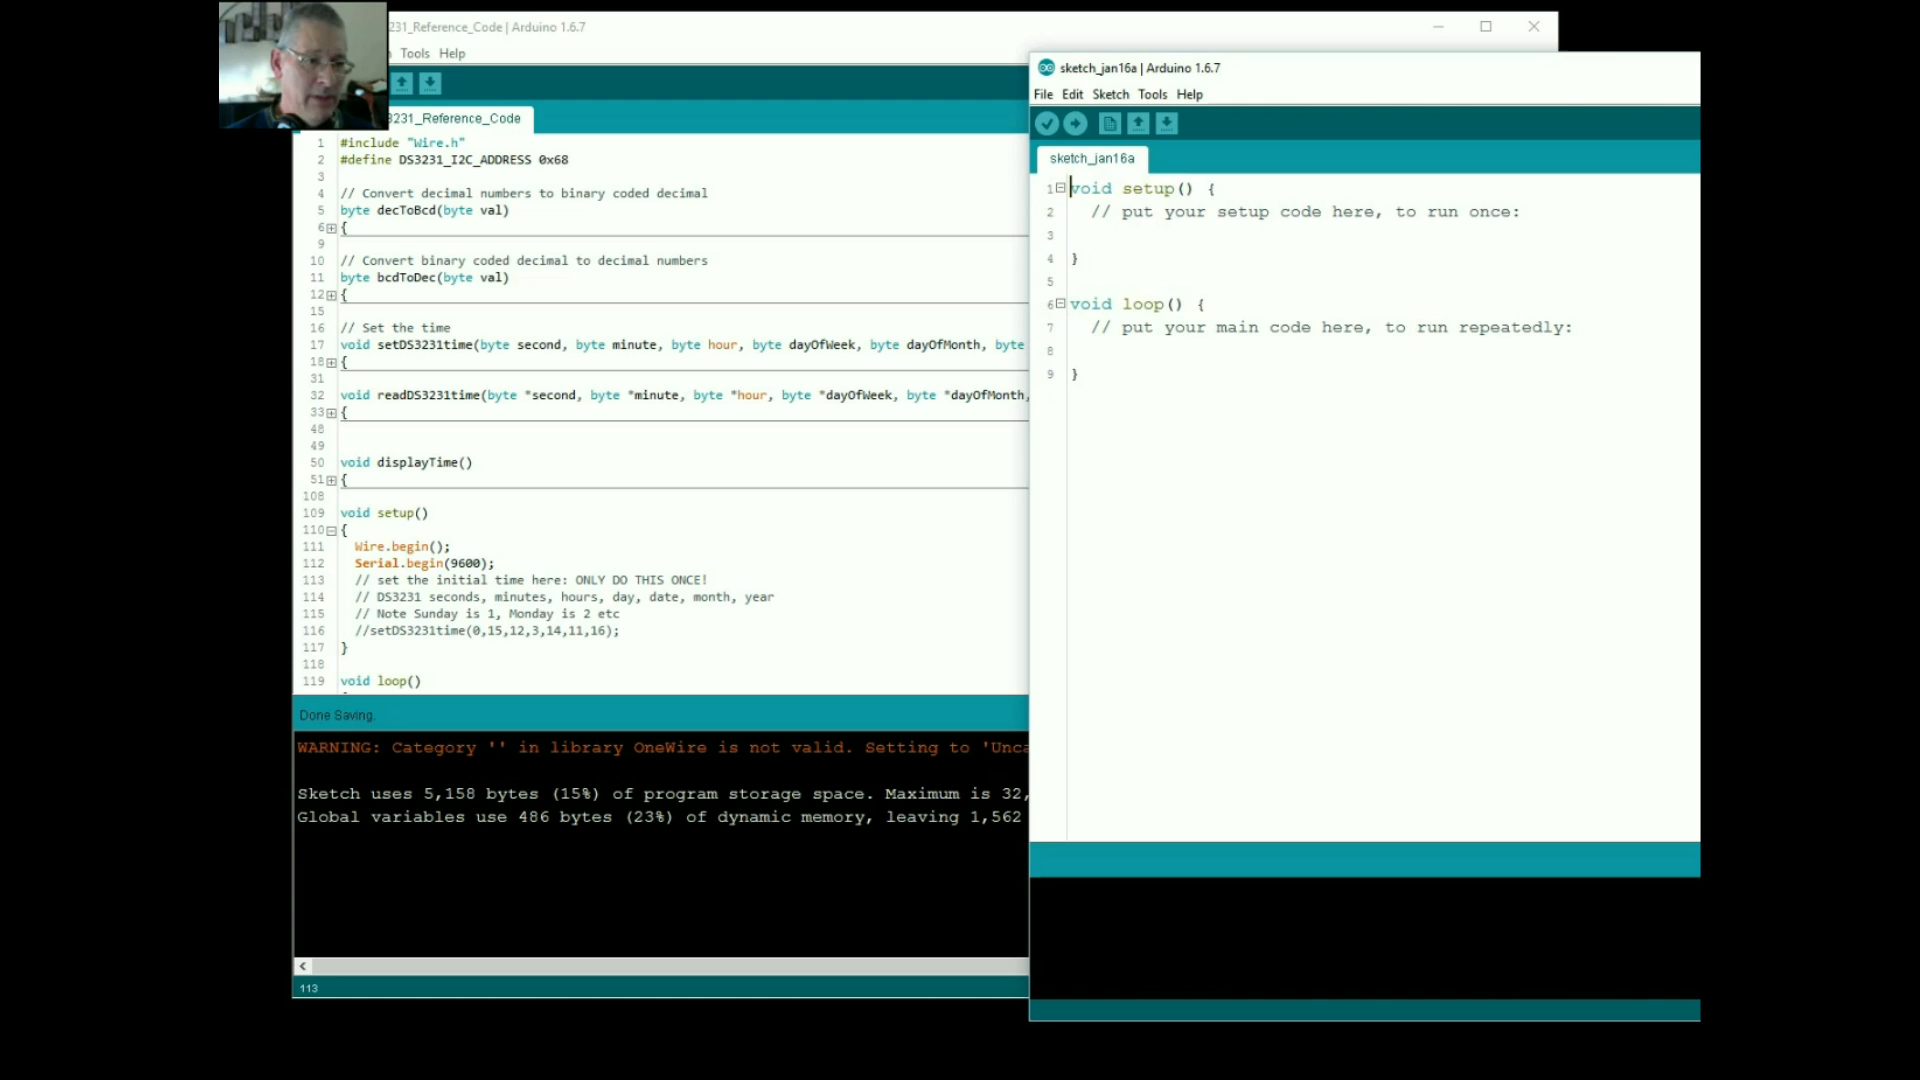 231_Reference_Code | Arduino 1.6.7
Tools Help
3231_Reference_Code
1 #include "Wire.h"
2 #define DS3231_I2C_ADDRESS 0x68
3
4 // Convert decimal numbers to binary coded decimal
5 byte decToBcd(byte val)
6 {
9
10 // Convert binary coded decimal to decimal numbers
11 byte bcdToDec(byte val)
12 {
15
16 // Set the time
17 void setDS3231time(byte second, byte minute, byte hour, byte dayOfWeek, byte dayOfMonth, byte
18 {
31
32 void readDS3231time(byte *second, byte *minute, byte *hour, byte *dayOfWeek, byte *dayOfMonth,
33 {
48
49
50 void displayTime()
51 {
108
109 void setup()
110 {
111 Wire.begin();
112 Serial.begin(9600);
113 // set the initial time here: ONLY DO THIS ONCE!
114 // DS3231 seconds, minutes, hours, day, date, month, year
115 // Note Sunday is 1, Monday is 2 etc
116 //setDS3231time(0,15,12,3,14,11,16);
117 }
118
119 void loop()
Done Saving.
WARNING: Category '' in library OneWire is not valid. Setting to 'Unca
Sketch uses 5,158 bytes (15%) of program storage space. Maximum is 32,
Global variables use 486 bytes (23%) of dynamic memory, leaving 1,562
113
sketch_jan16a | Arduino 1.6.7
File Edit Sketch Tools Help
sketch_jan16a
1 void setup() {
2 // put your setup code here, to run once:
3
4 }
5
6 void loop() {
7 // put your main code here, to run repeatedly:
8
9 }